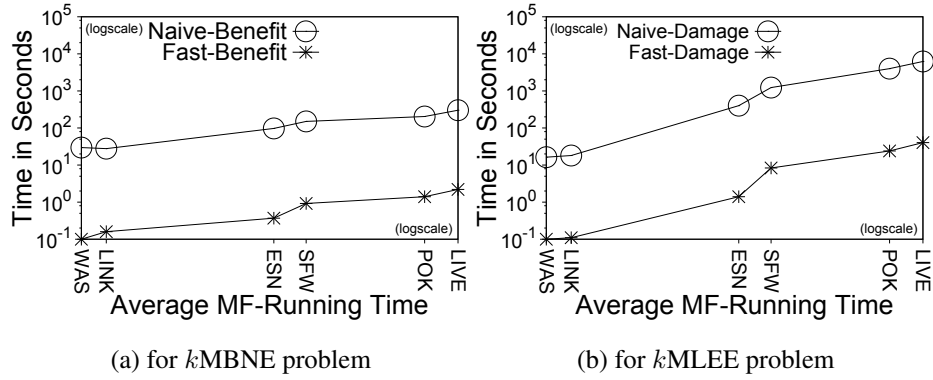 (logscale)
Naive-Benefit
Fast-Benefit
Time in Seconds
10^5
10^4
10^3
10^2
10^1
10^0
10^-1
(logscale)
WAS
LINK
ESN
SFW
POK
LIVE
Average MF-Running Time
(a) for kMBNE problem
(logscale)
Naive-Damage
Fast-Damage
Time in Seconds
10^5
10^4
10^3
10^2
10^1
10^0
10^-1
(logscale)
WAS
LINK
ESN
SFW
POK
LIVE
Average MF-Running Time
(b) for kMLEE problem